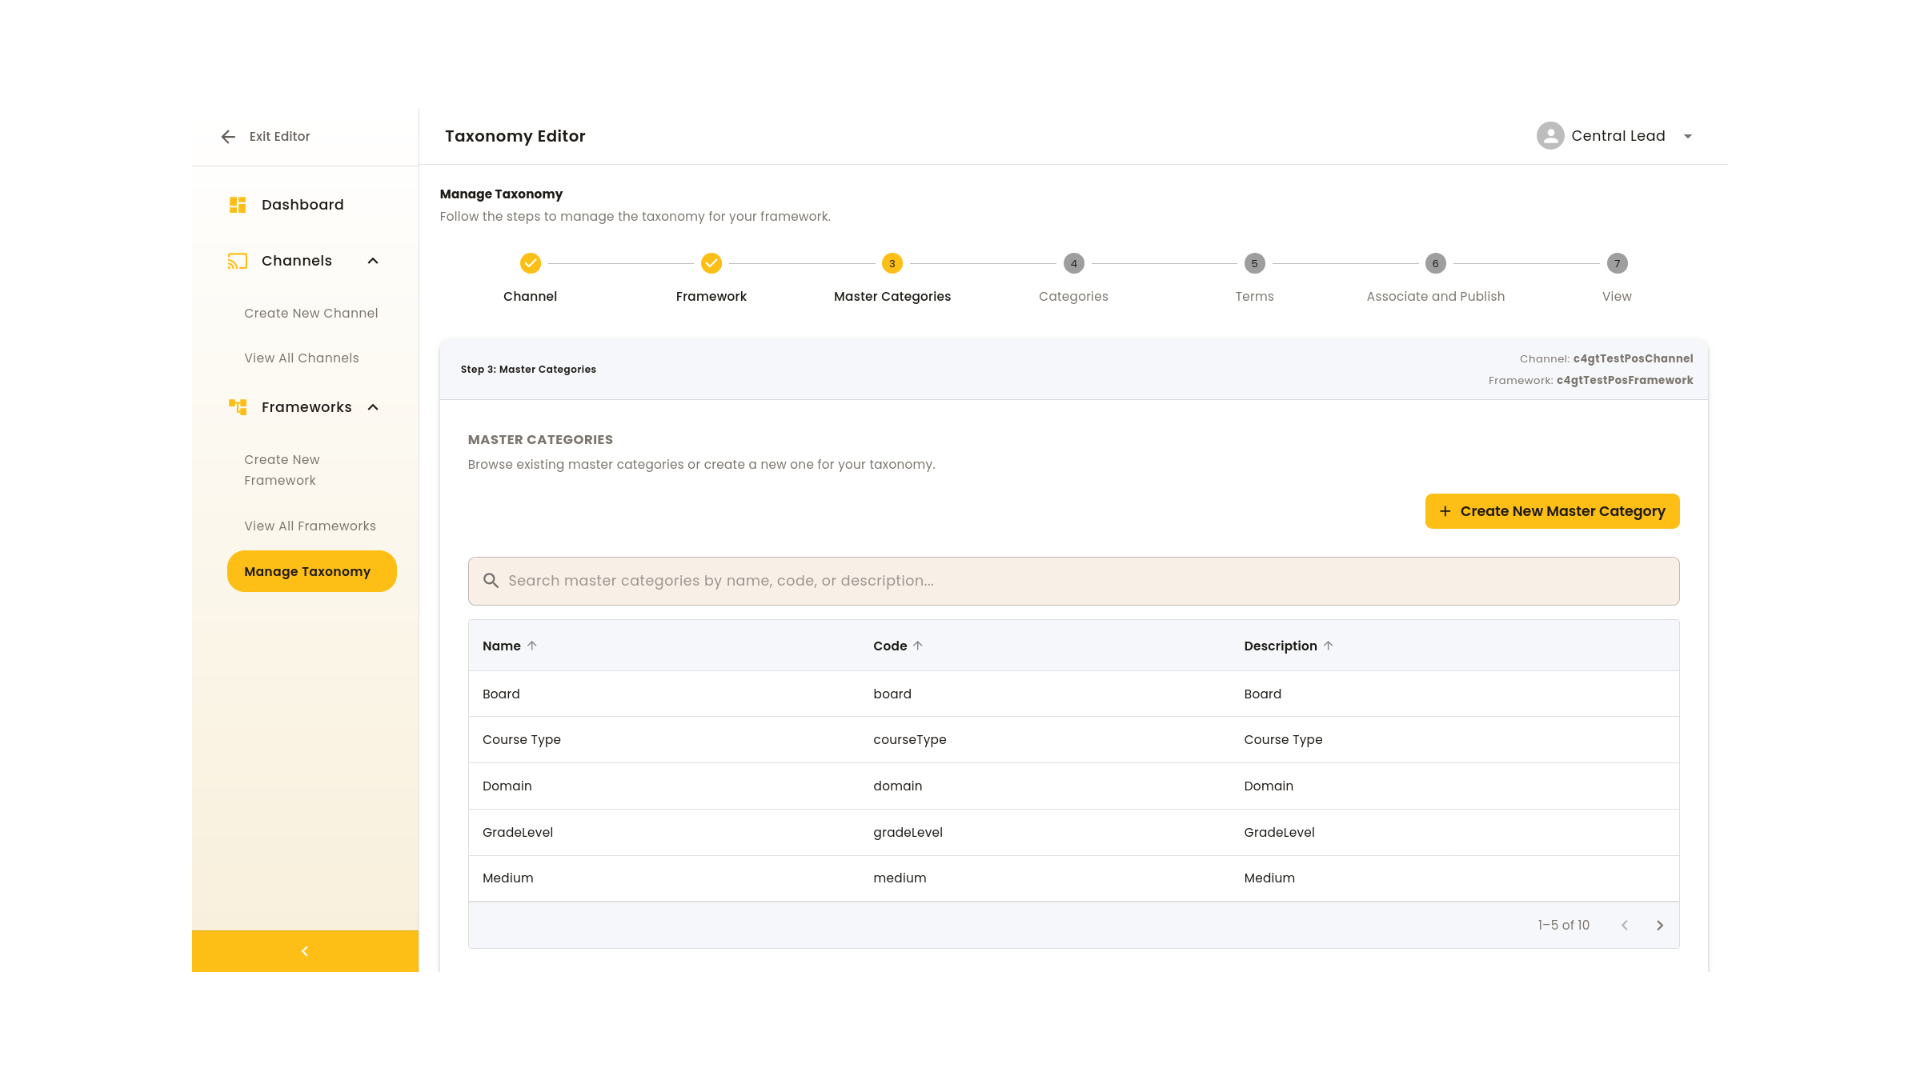 Exit Editor
Dashboard
Channels
Create New Channel
View All Channels
Frameworks
Create New
Framework
View All Frameworks
Manage Taxonomy
Taxonomy Editor
Central Lead
Manage Taxonomy
Follow the steps to manage the taxonomy for your framework.
3 4 5 6 7
Channel Framework Master Categories Categories Terms Associate and Publish View
Step 3: Master Categories
Channel: c4gtTestPosChannel
Framework: c4gtTestPosFramework
MASTER CATEGORIES
Browse existing master categories or create a new one for your taxonomy.
+ Create New Master Category
Search master categories by name, code, or description...
Name ↑ Code ↑ Description ↑
Board board Board
Course Type courseType Course Type
Domain domain Domain
GradeLevel gradeLevel GradeLevel
Medium medium Medium
1–5 of 10